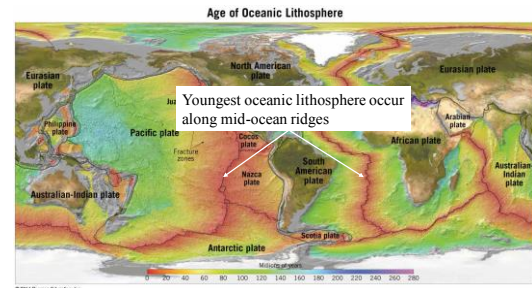 Age of Oceanic Lithosphere
North American
plate
Eurasian
plate
Eurasian
plate
Youngest oceanic lithosphere occur
along mid-ocean ridges
Arabian
plate
Philippine
plate
Pacific plate
Cocos
plate
African plate
Fracture
zones
Nazca
plate
South
American
plate
Australian
Indian
plate
Australian-Indian plate
Scotia plate
Antarctic plate
Millions of years
0 20 40 60 80 100 120 140 160 180 200 220 240 260 280